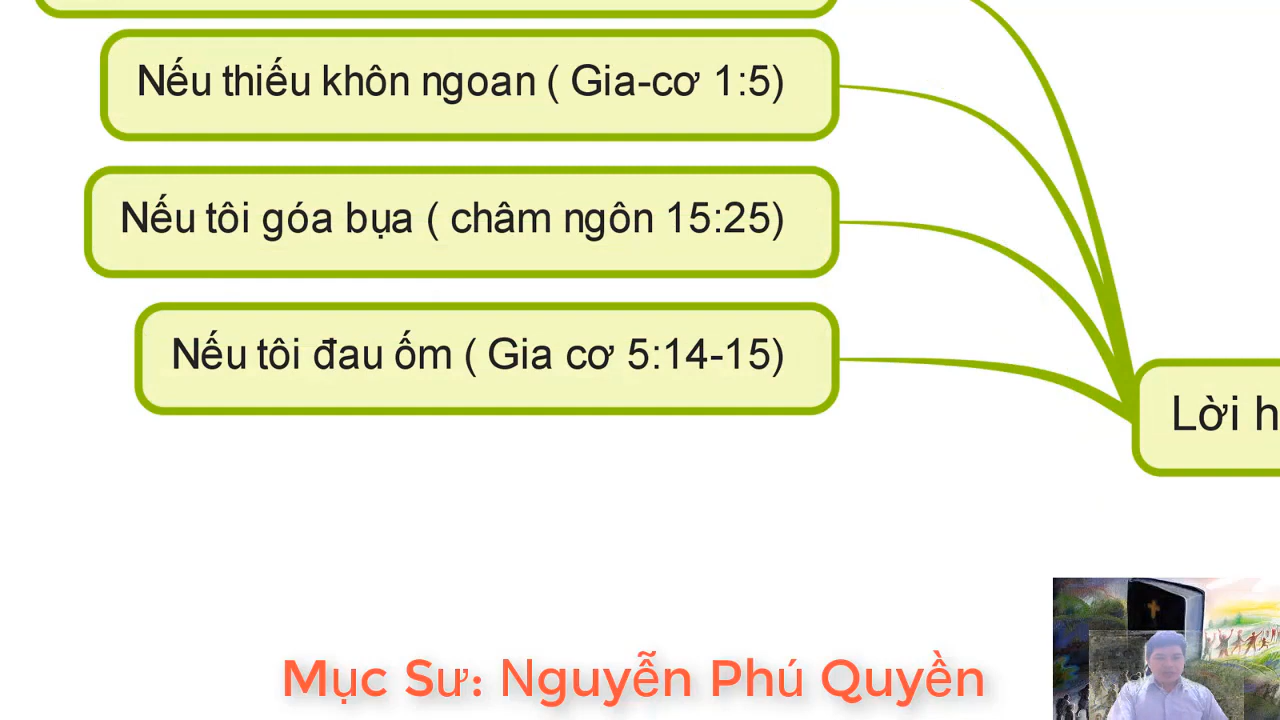 Nếu thiếu khôn ngoan ( Gia-cơ 1:5)
Nếu tôi góa bụa ( châm ngôn 15:25)
Nếu tôi đau ốm ( Gia cơ 5:14-15)
Lời h
Mục Sư: Nguyễn Phú Quyền